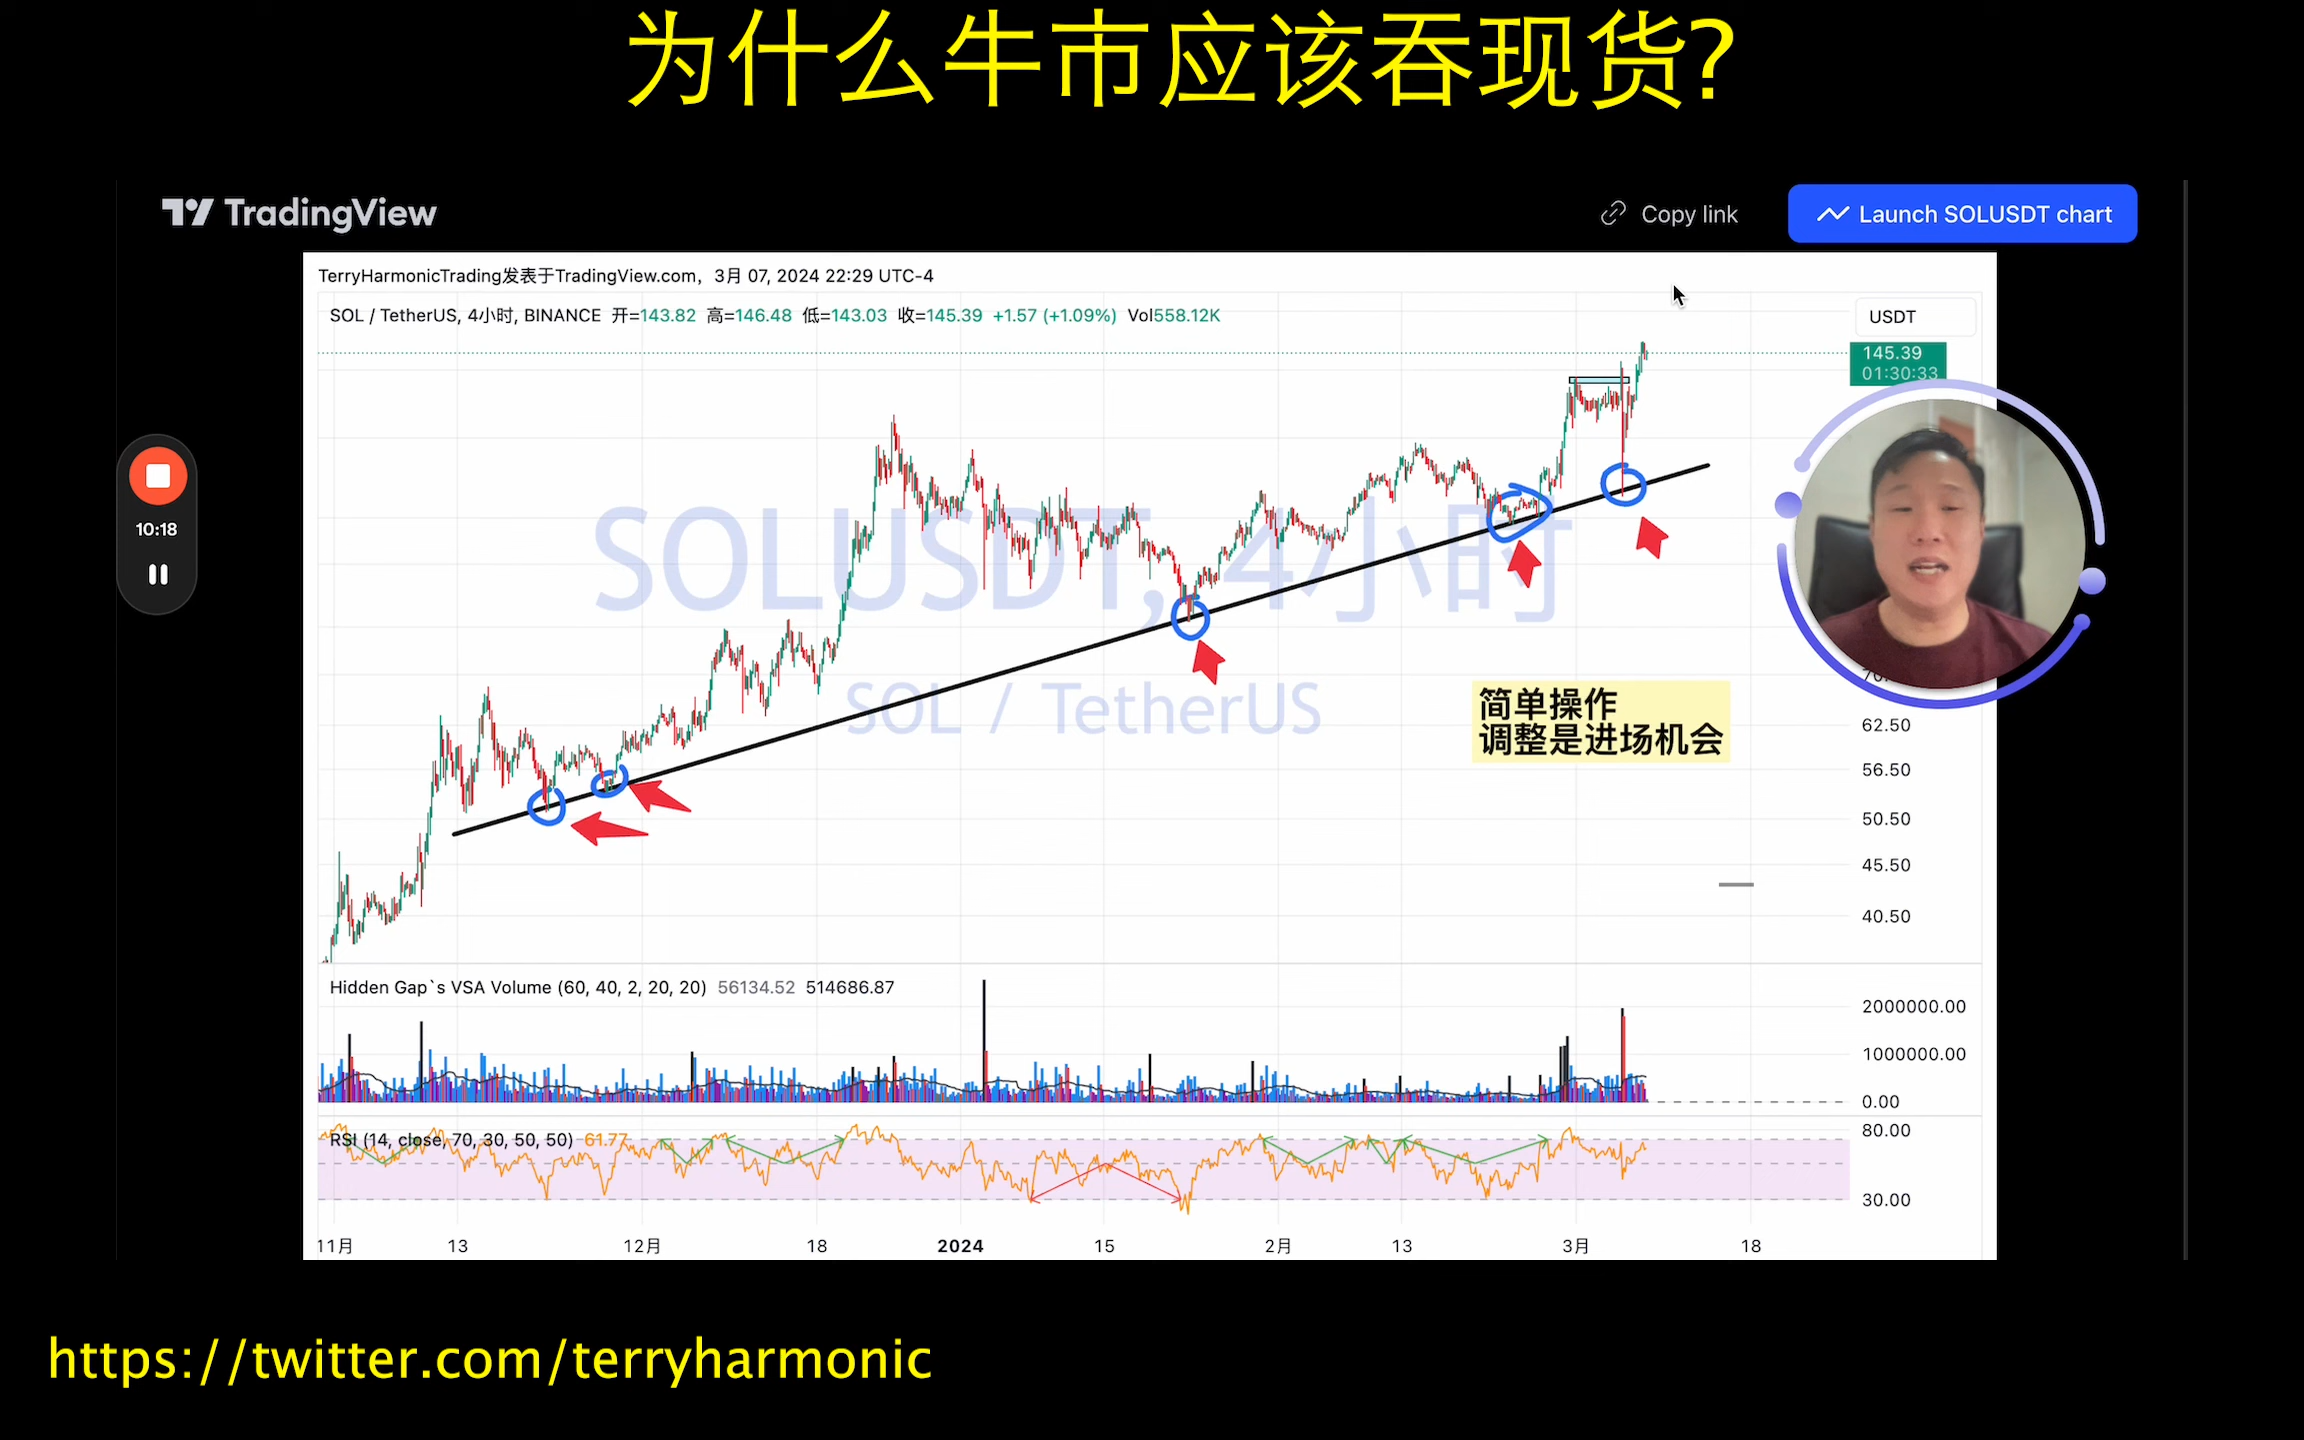 为什么牛市应该吞现货?
TradingView
Copy link
Launch SOLUSDT chart
TerryHarmonicTrading发表于TradingView.com, 3月 07, 2024 22:29 UTC-4
SOL / TetherUS, 4小时, BINANCE 开=143.82 高=146.48 低=143.03 收=145.39 +1.57 (+1.09%) Vol558.12K
USDT
145.39
01:30:33
10:18
SOLUSDT, 4小时
SOL / TetherUS
简单操作
调整是进场机会
62.50
56.50
50.50
45.50
40.50
Hidden Gap`s VSA Volume (60, 40, 2, 20, 20) 56134.52 514686.87
2000000.00
1000000.00
0.00
RSI (14, close, 70, 30, 50, 50) 61.77
80.00
30.00
11月 13 12月 18 2024 15 2月 13 3月 18
https://twitter.com/terryharmonic